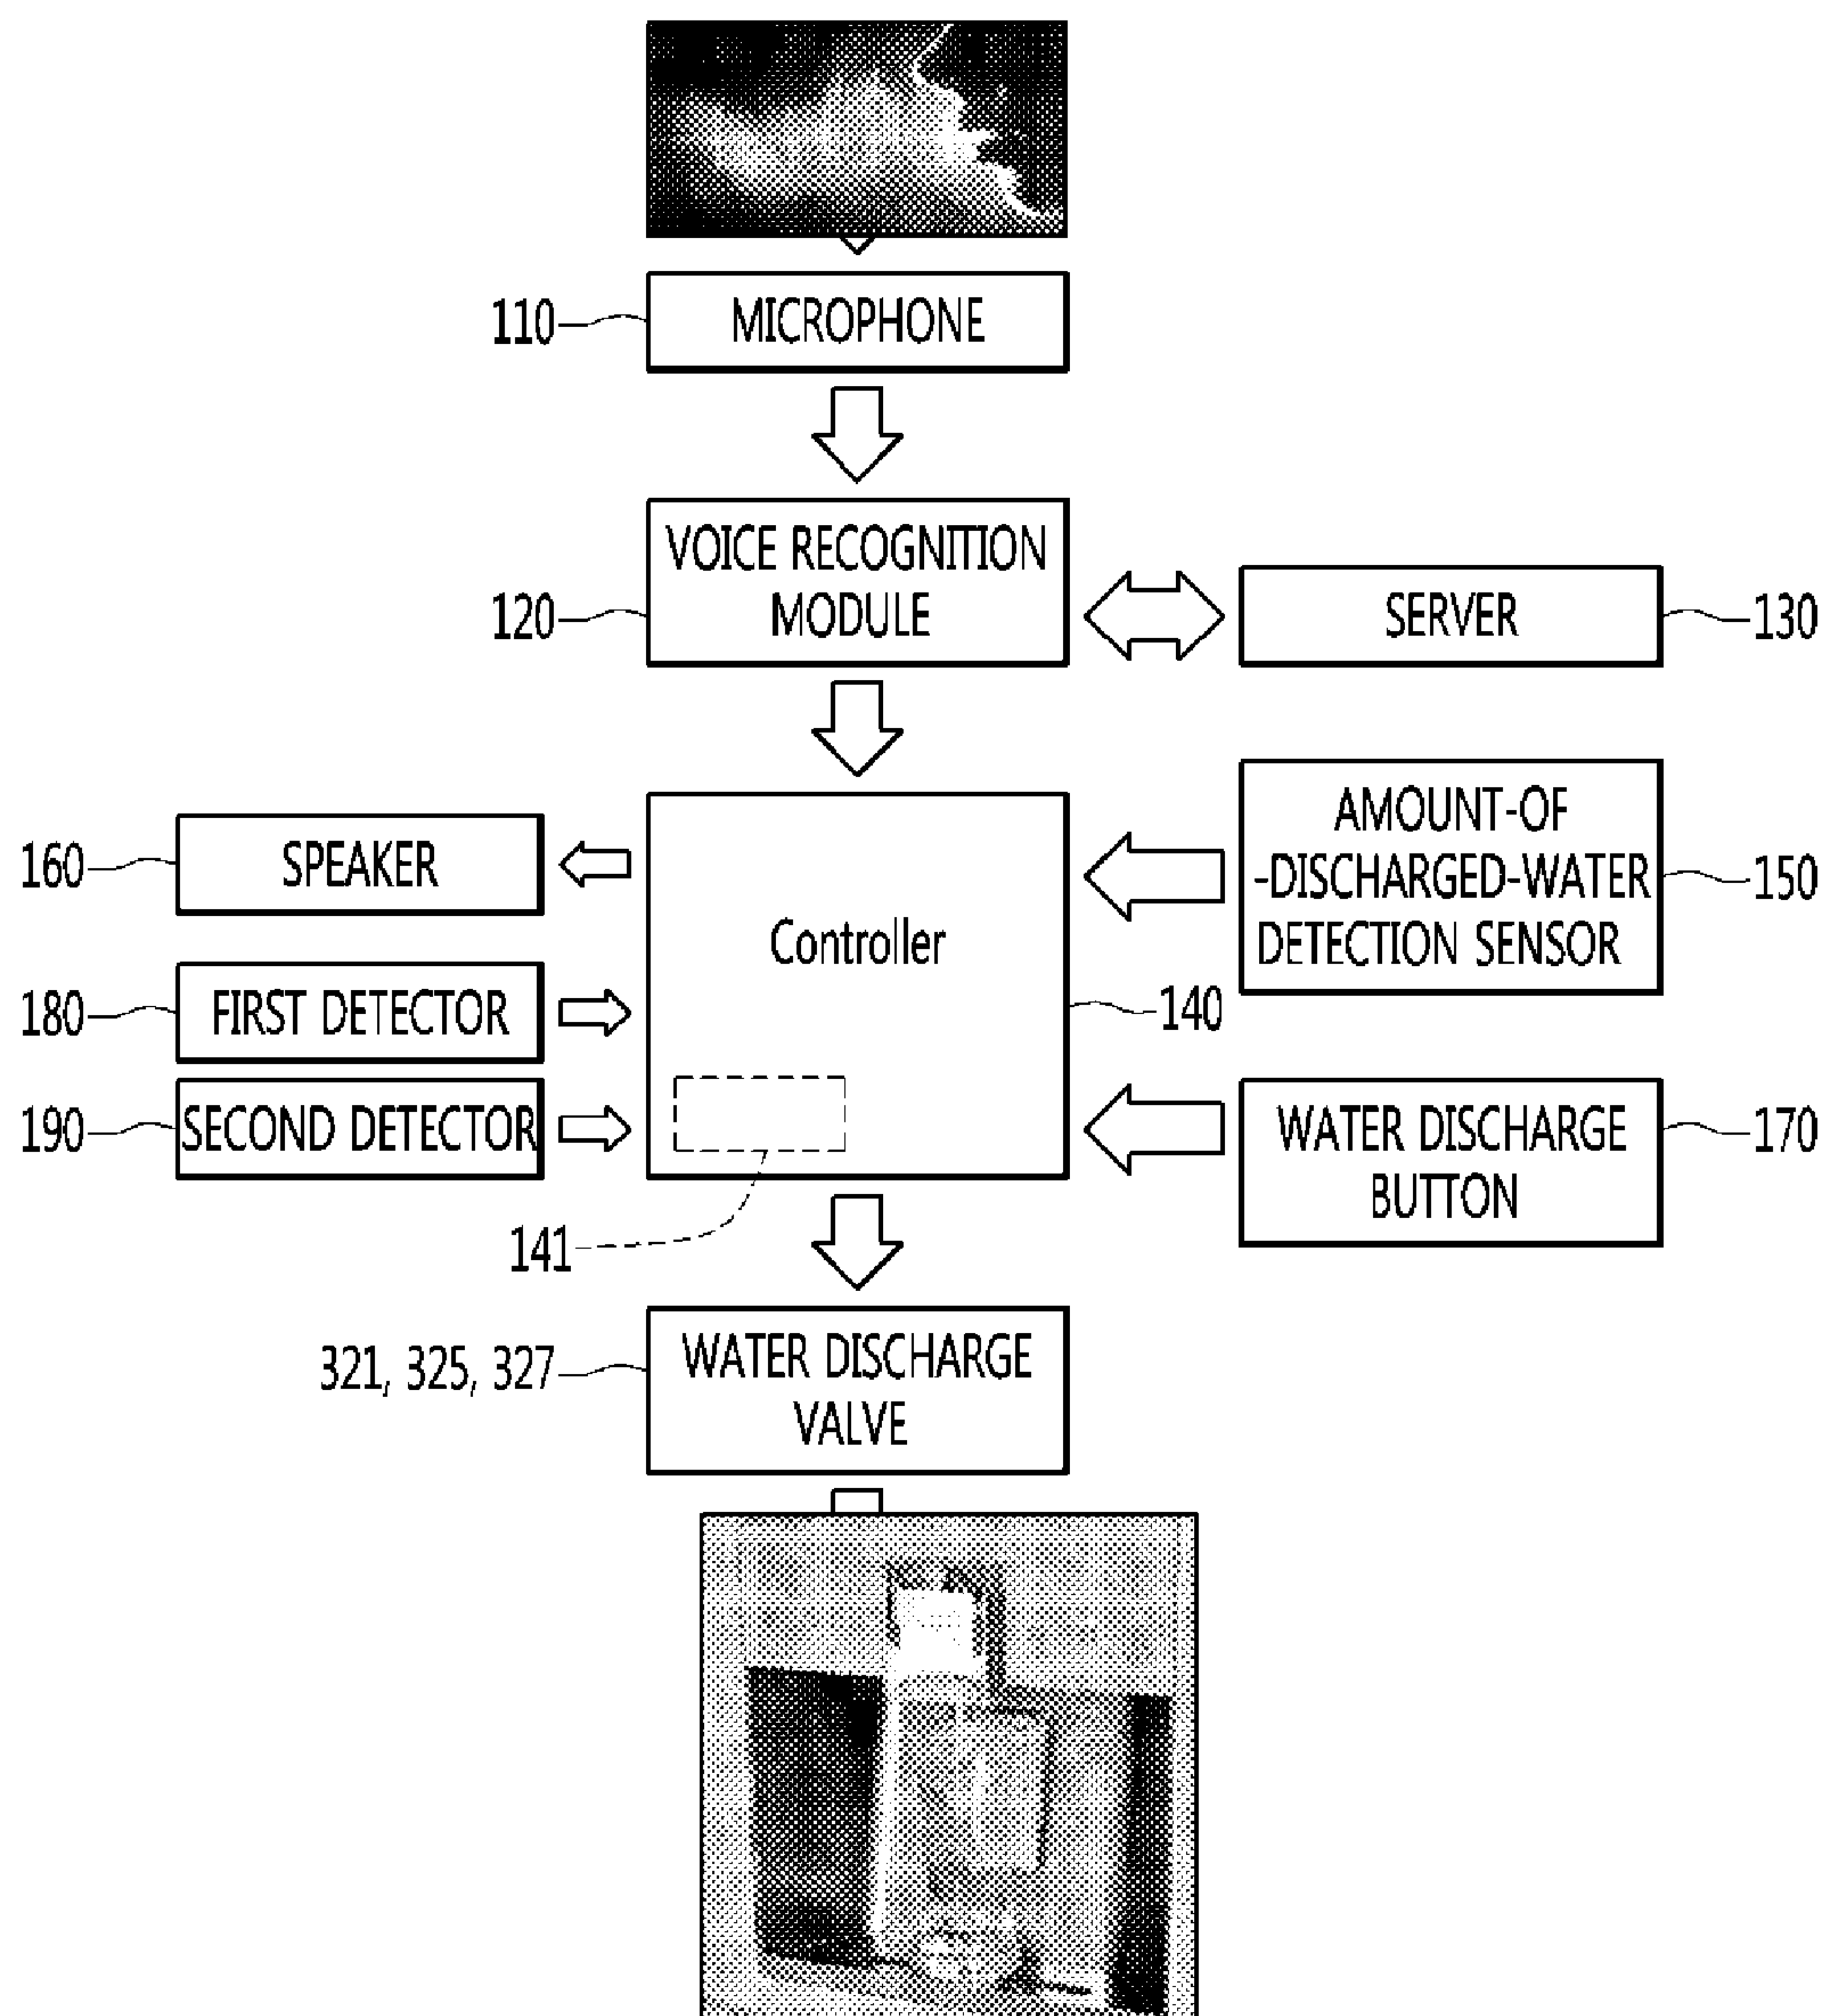 110
MICROPHONE
VOICE RECOGNITION
MODULE
120
SERVER
130
160
SPEAKER
AMOUNT-OF
-DISCHARGED-WATER
DETECTION SENSOR
150
Controller
140
180
FIRST DETECTOR
190
SECOND DETECTOR
WATER DISCHARGE
BUTTON
170
141
321, 325, 327
WATER DISCHARGE
VALVE